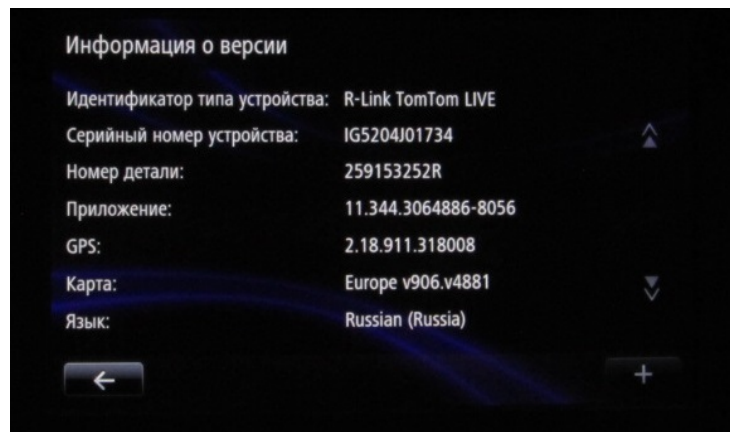 Информация о версии
Идентификатор типа устройства: R-Link TomTom LIVE
Серийный номер устройства: IG5204J01734
Номер детали: 259153252R
Приложение: 11.344.3064886-8056
GPS: 2.18.911.318008
Карта: Europe v906.v4881
Язык: Russian (Russia)